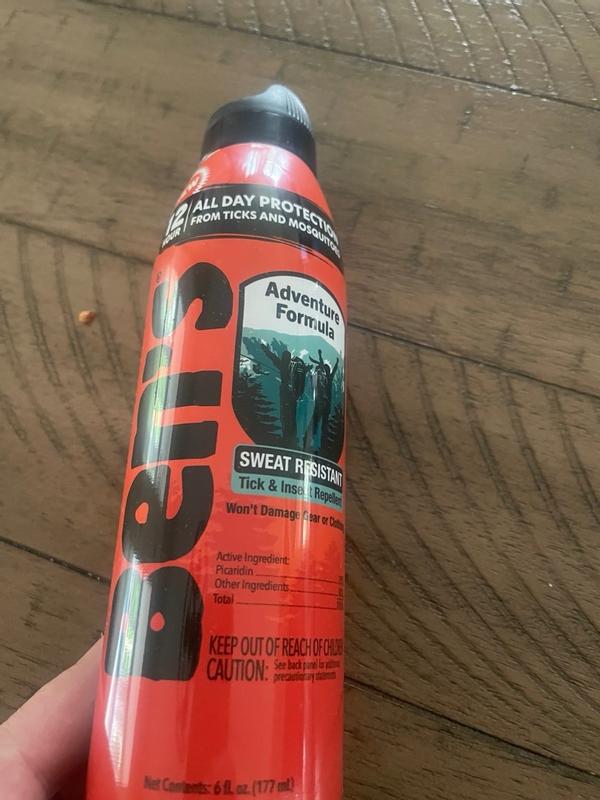 12 HOUR
ALL DAY PROTECTION
FROM TICKS AND MOSQUITOES
Ben's
Adventure
Formula
SWEAT RESISTANT
Tick & Insect Repellent
Won't Damage Gear or
Active Ingredient:
Picaridin
Other Ingredients
Total
KEEP OUT OF REACH OF CHILDREN
CAUTION: See back panel for additional
precautionary statements.
Net Contents: 6 fl. oz. (177 mL)